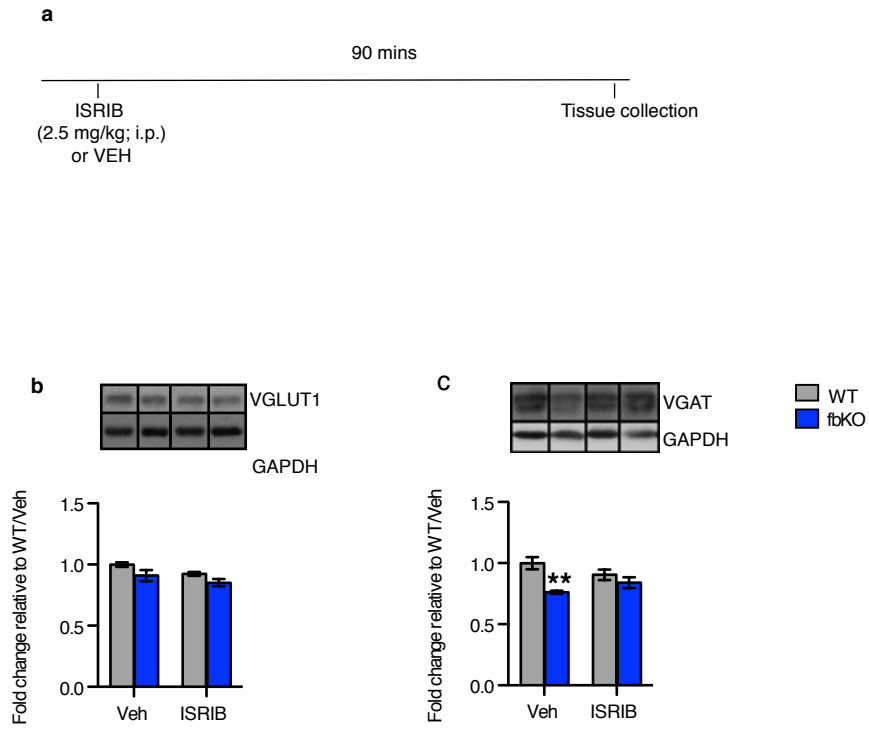 a
90 mins
ISRIB
(2.5 mg/kg; i.p.)
or VEH
Tissue collection
b
VGLUT1
GAPDH
Fold change relative to WT/Veh
1.5
1.0
0.5
0.0
Veh
ISRIB
C
VGAT
GAPDH
WT
fbKO
Fold change relative to WT/Veh
1.5
1.0
0.5
0.0
**
Veh
ISRIB